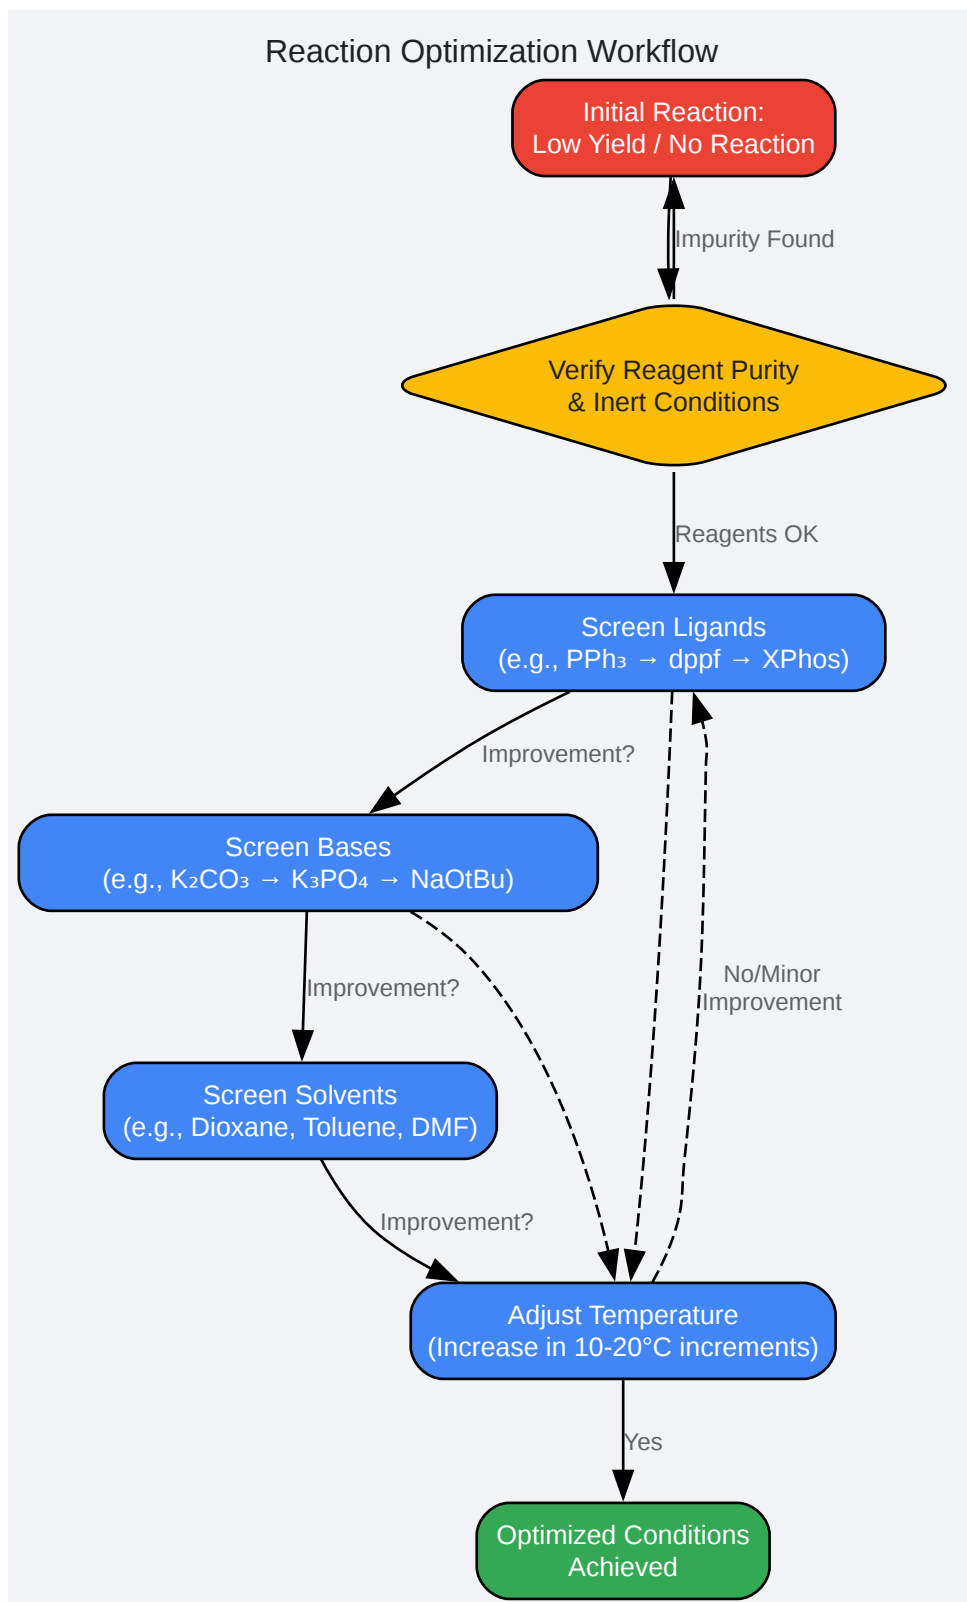 Reaction Optimization Workflow
Initial Reaction:
Low Yield / No Reaction
Impurity Found
Verify Reagent Purity
& Inert Conditions
Reagents OK
Screen Ligands
(e.g., PPh₃ → dppf → XPhos)
Improvement?
Screen Bases
(e.g., K₂CO₃ → K₃PO₄ → NaOtBu)
Improvement?
No/Minor
Improvement
Screen Solvents
(e.g., Dioxane, Toluene, DMF)
Improvement?
Adjust Temperature
(Increase in 10-20°C increments)
Yes
Optimized Conditions
Achieved